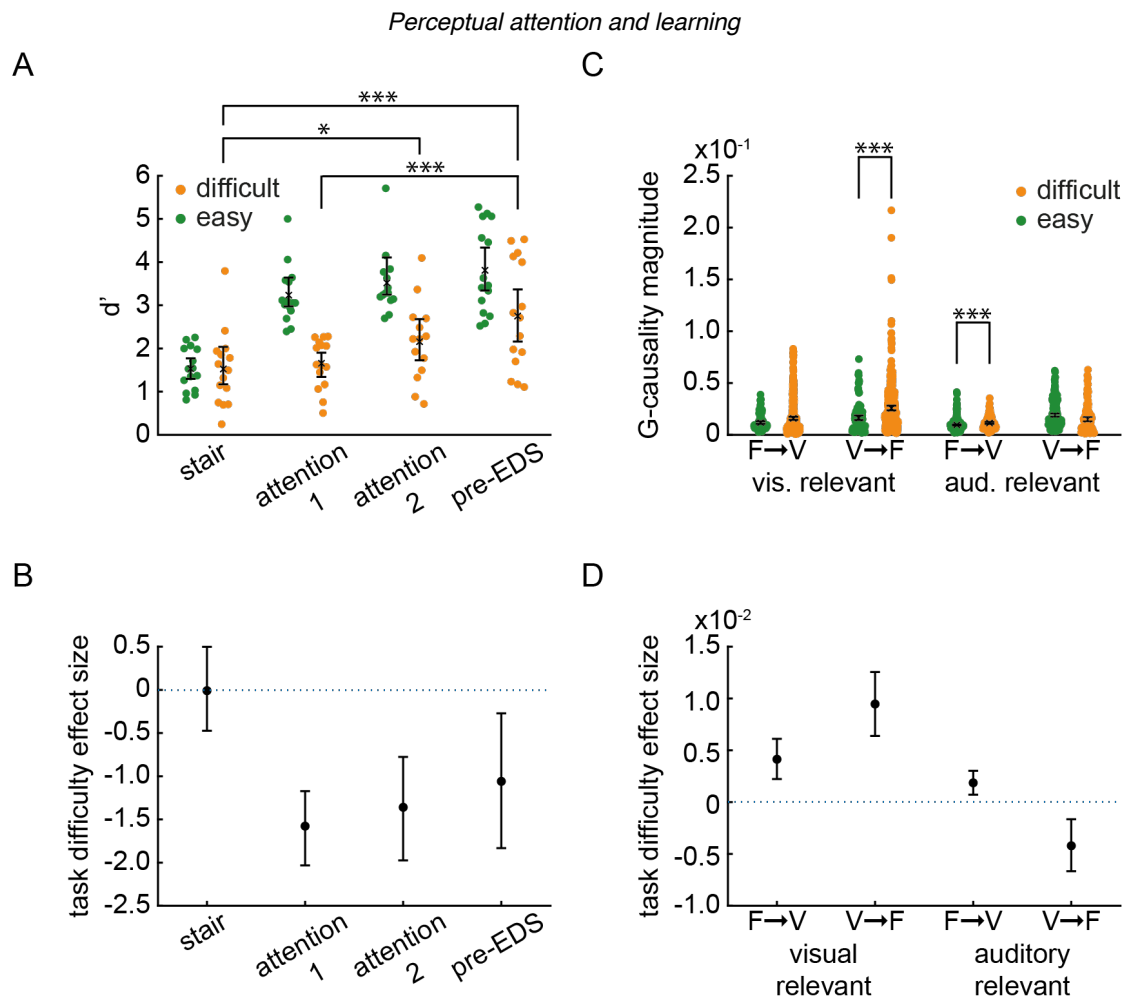 Perceptual attention and learning
A
***
*
***
difficult
easy
d'
6
5
4
3
2
1
0
stair
attention
1
attention
2
pre-EDS
C
x10-1
***
***
difficult
easy
G-causality magnitude
2.5
2.0
1.5
1.0
0.5
0
F→V
V→F
F→V
V→F
vis. relevant
aud. relevant
B
task difficulty effect size
0.5
0
-0.5
-1.0
-1.5
-2.0
-2.5
stair
attention
1
attention
2
pre-EDS
D
x10-2
task difficulty effect size
1.5
1.0
0.5
0
-0.5
-1.0
F→V
V→F
F→V
V→F
visual
relevant
auditory
relevant